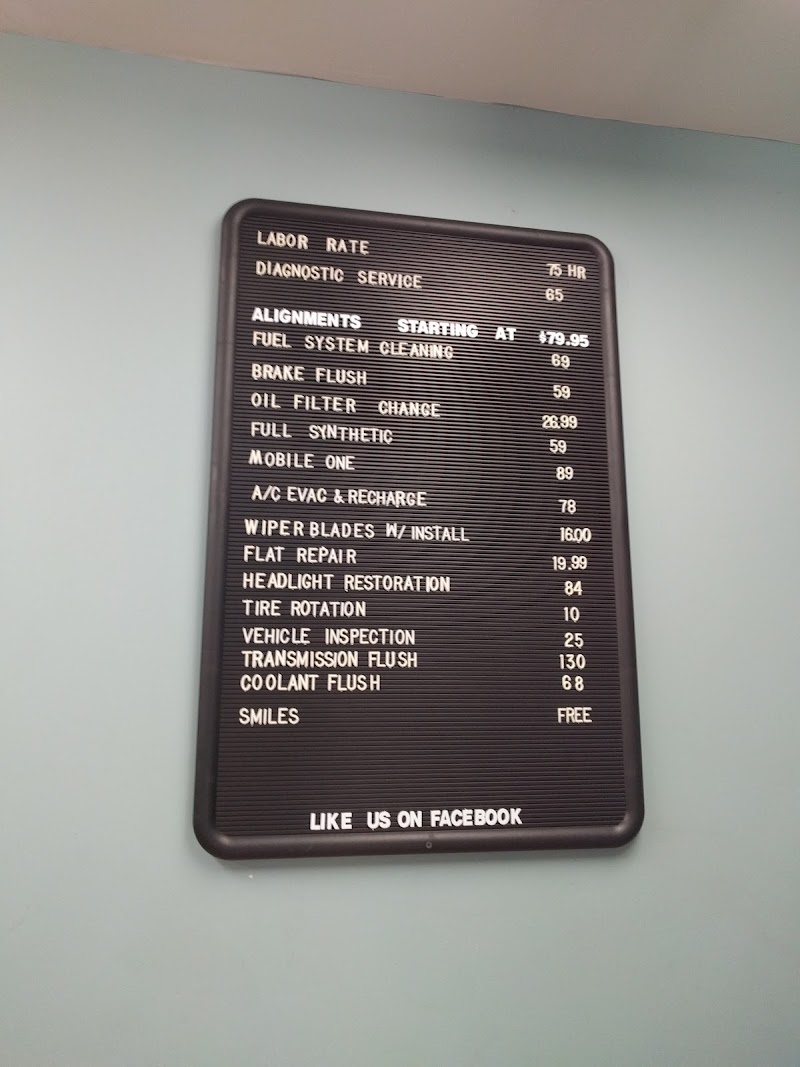 LABOR RATE 75 HR
DIAGNOSTIC SERVICE 65
ALIGNMENTS STARTING AT $79.95
FUEL SYSTEM CLEANING 69
BRAKE FLUSH 59
OIL FILTER CHANGE 26.99
FULL SYNTHETIC 59
MOBILE ONE 89
A/C EVAC & RECHARGE 78
WIPER BLADES W/ INSTALL 16.00
FLAT REPAIR 19.99
HEADLIGHT RESTORATION 84
TIRE ROTATION 10
VEHICLE INSPECTION 25
TRANSMISSION FLUSH 130
COOLANT FLUSH 68
SMILES FREE
LIKE US ON FACEBOOK